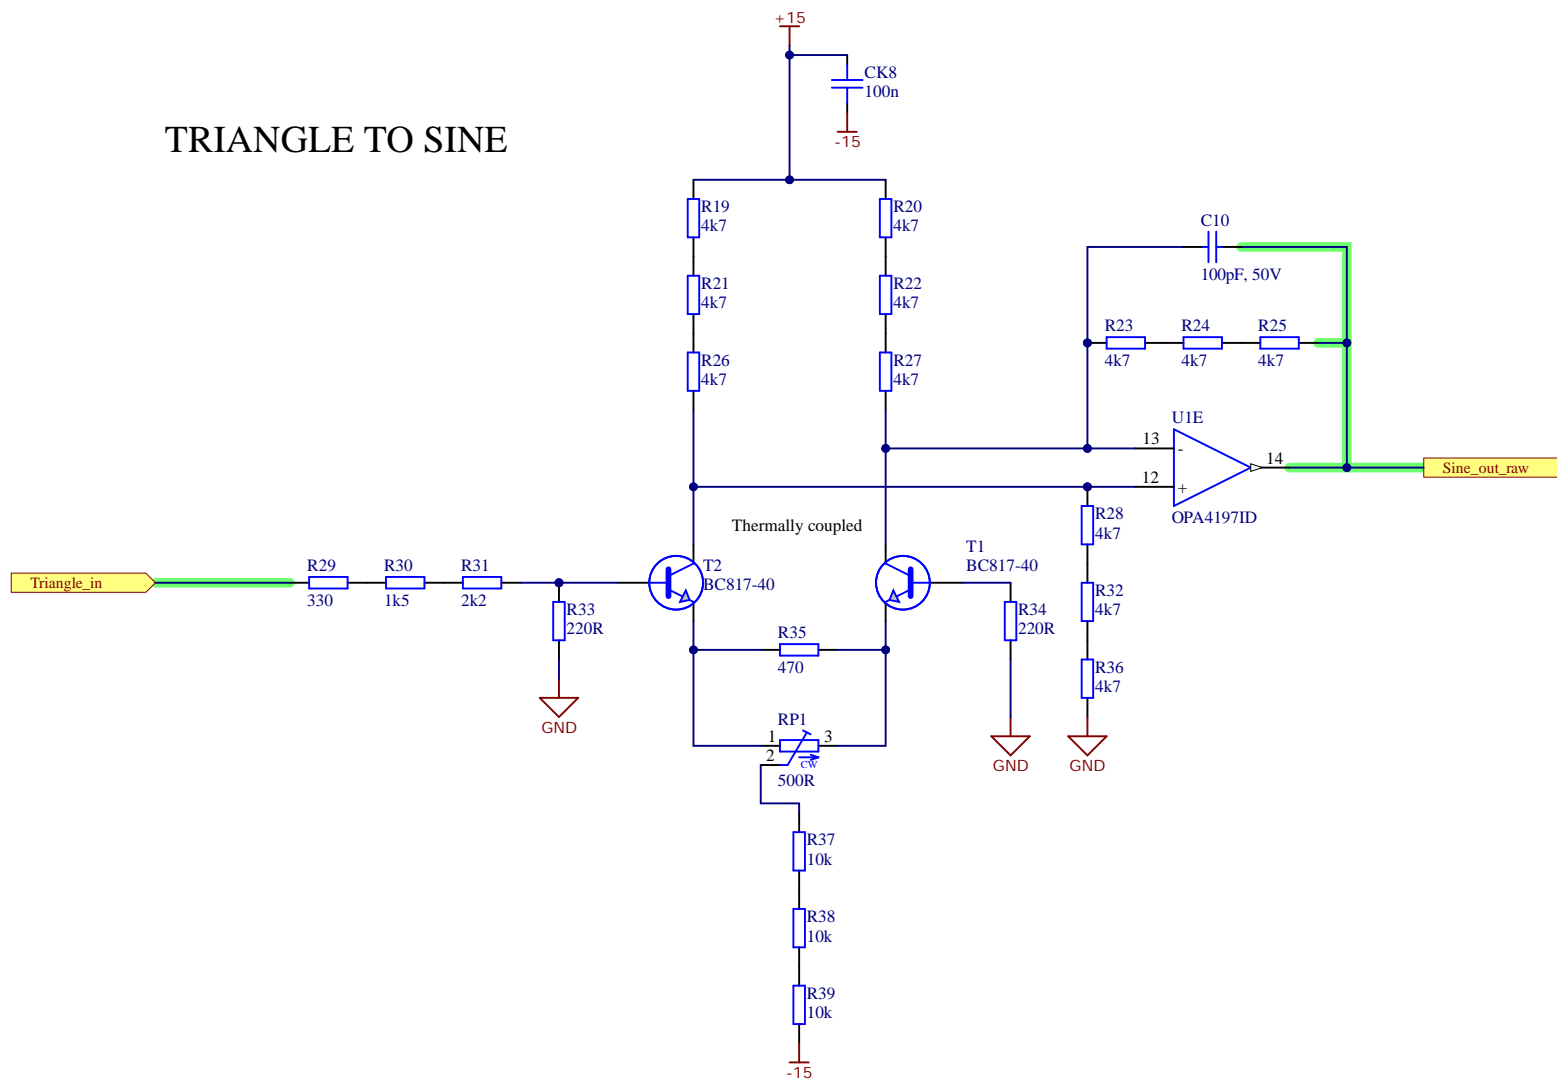 +15
CK8
100n
-15
TRIANGLE TO SINE
R19
4k7
R20
4k7
C10
100pF, 50V
R21
4k7
R22
4k7
R23
4k7
R24
4k7
R25
4k7
R26
4k7
R27
4k7
U1E
13
-
14
Sine_out_raw
12
+
OPA4197ID
R28
4k7
Thermally coupled
T2
BC817-40
T1
BC817-40
Triangle_in
R29
330
R30
1k5
R31
2k2
R33
220R
GND
R34
220R
GND
R32
4k7
R36
4k7
GND
R35
470
RP1
1
3
2
CW
500R
R37
10k
R38
10k
R39
10k
-15